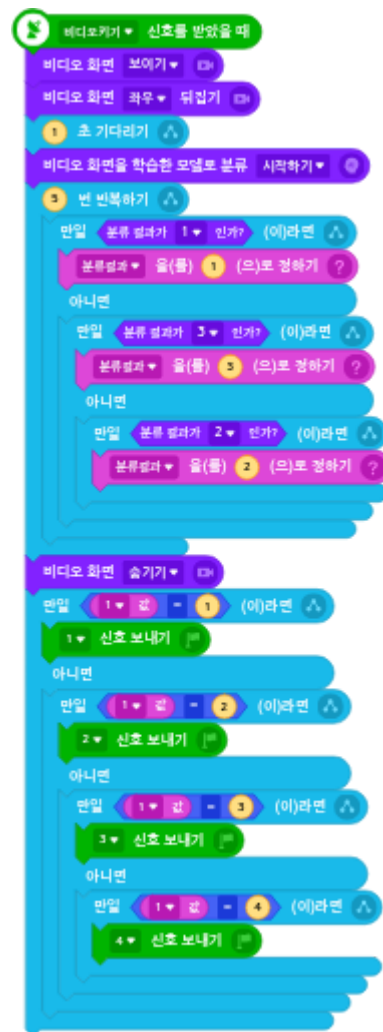 비디오키기 신호를 받았을 때
비디오 화면 보이기
비디오 화면 좌우 뒤집기
1 초 기다리기
비디오 화면을 학습한 모델로 분류 시작하기
5 번 반복하기
만일 분류 결과가 1 인가? (이)라면
분류결과 을(를) 1 (으)로 정하기
아니면
만일 분류 결과가 3 인가? (이)라면
분류결과 을(를) 3 (으)로 정하기
아니면
만일 분류 결과가 2 인가? (이)라면
분류결과 을(를) 2 (으)로 정하기
비디오 화면 숨기기
만일 1 값 = 1 (이)라면
1 신호 보내기
아니면
만일 1 값 = 2 (이)라면
2 신호 보내기
아니면
만일 1 값 = 3 (이)라면
3 신호 보내기
아니면
만일 1 값 = 4 (이)라면
4 신호 보내기